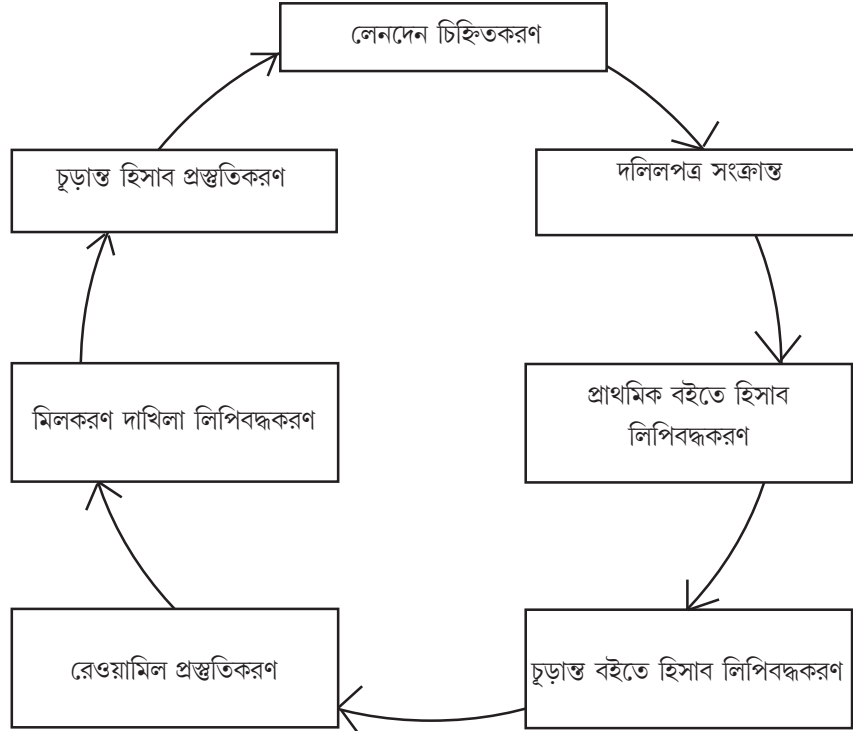 লেনদেন চিহ্নিতকরণ
দলিলপত্র সংক্রান্ত
প্রাথমিক বইতে হিসাব
লিপিবদ্ধকরণ
চূড়ান্ত বইতে হিসাব লিপিবদ্ধকরণ
রেওয়ামিল প্রস্তুতিকরণ
মিলকরণ দাখিলা লিপিবদ্ধকরণ
চূড়ান্ত হিসাব প্রস্তুতিকরণ